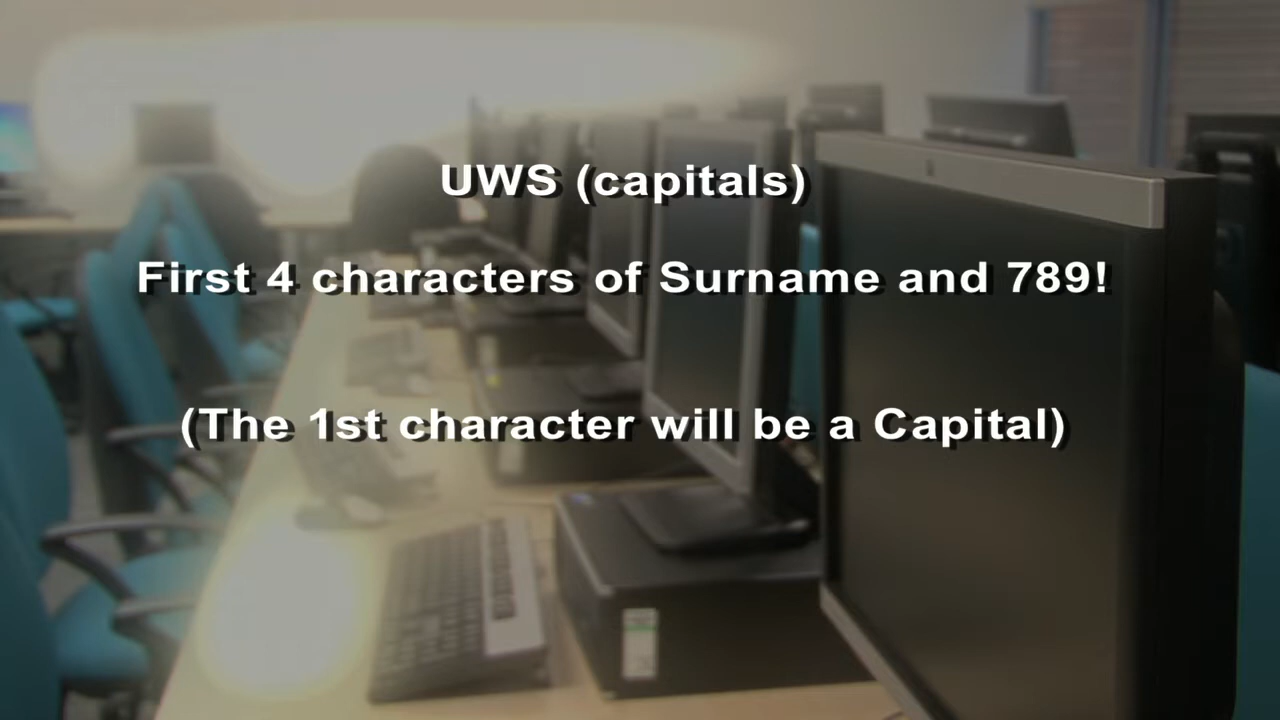 UWS (capitals)
First 4 characters of Surname and 789!
(The 1st character will be a Capital)